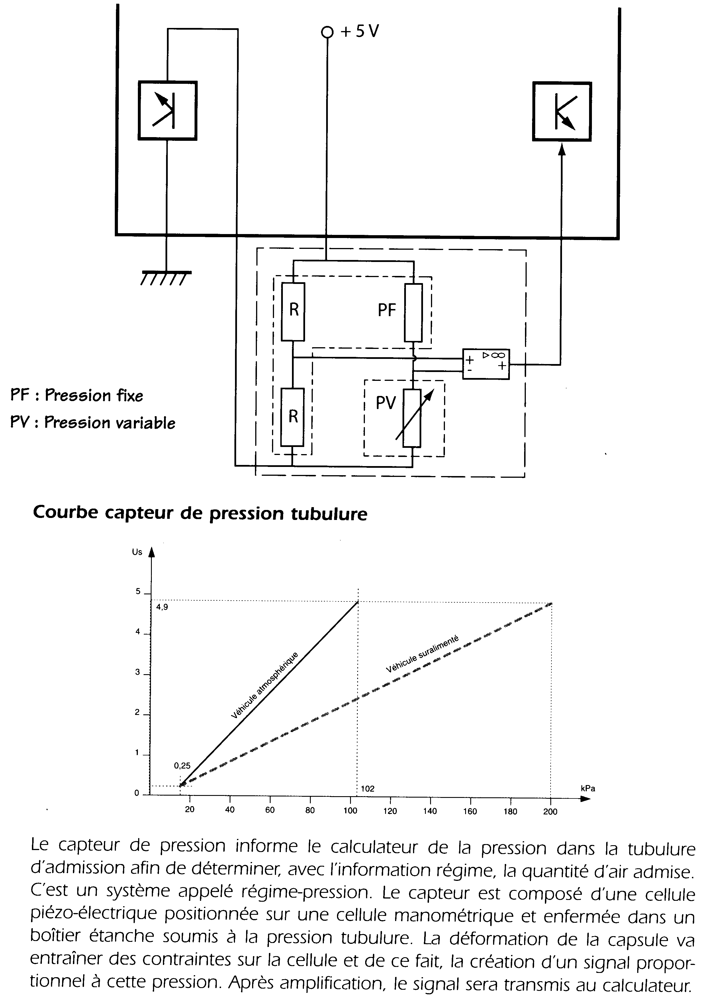 + 5 V
R
PF
+
▷ ∞
-
+
PF : Pression fixe
PV
R
PV : Pression variable
Courbe capteur de pression tubulure
Us
5
4,9
4
Véhicule suralimenté
3
Véhicule atmosphérique
2
1
0,25
0
102
kPa
20 40 60 80 100 120 140 160 180 200
Le capteur de pression informe le calculateur de la pression dans la tubulure
d'admission afin de déterminer, avec l'information régime, la quantité d'air admise.
C'est un système appelé régime-pression. Le capteur est composé d'une cellule
piézo-électrique positionnée sur une cellule manométrique et enfermée dans un
boîtier étanche soumis à la pression tubulure. La déformation de la capsule va
entraîner des contraintes sur la cellule et de ce fait, la création d'un signal propor-
tionnel à cette pression. Après amplification, le signal sera transmis au calculateur.